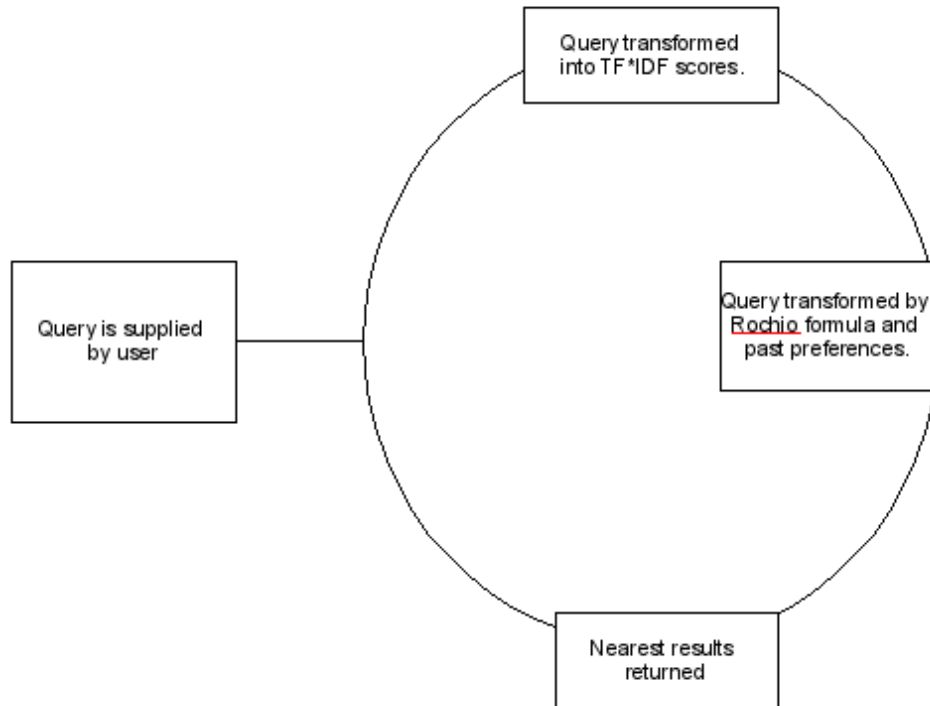 Query transformed
into TF*IDF scores.
Query is supplied
by user
Query transformed by
Rochio formula and
past preferences.
Nearest results
returned